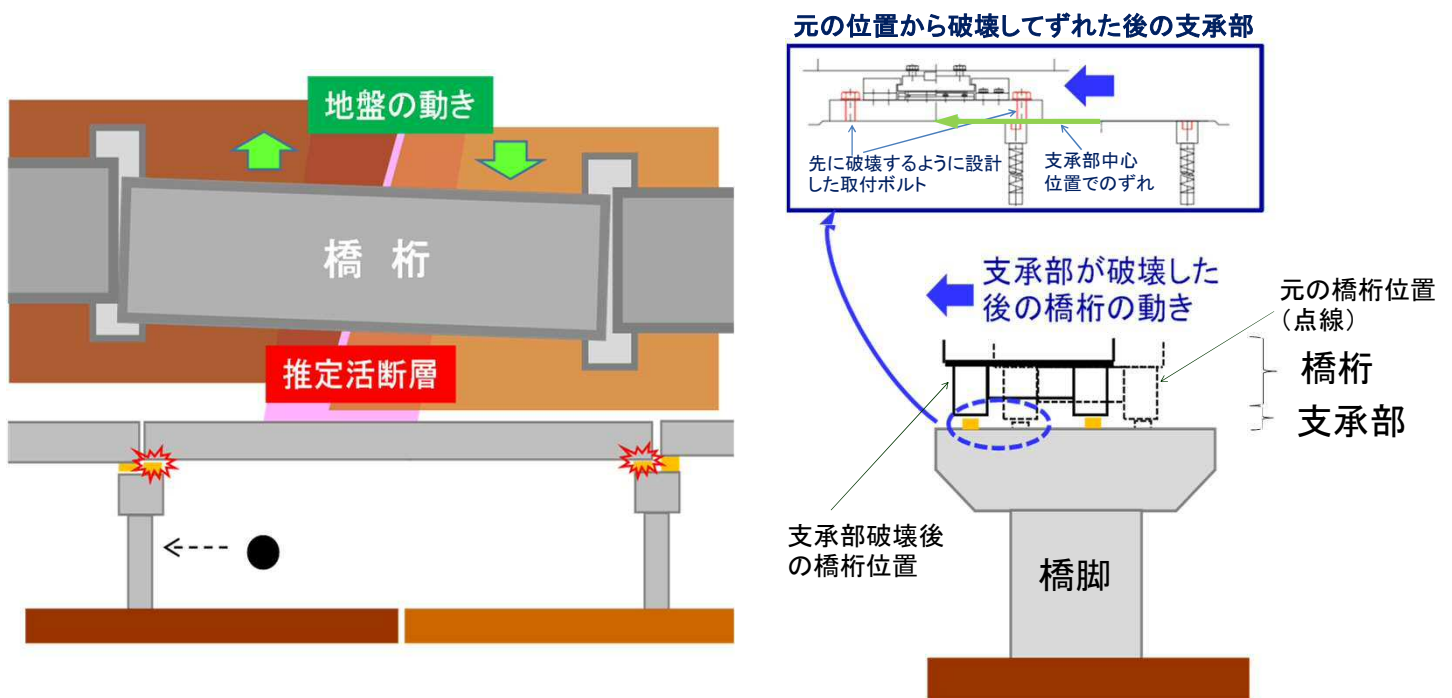 地盤の動き
橋 桁
推定活断層
元の位置から破壊してずれた後の支承部
先に破壊するように設計
した取付ボルト
支承部中心
位置でのずれ
支承部が破壊した
後の橋桁の動き
元の橋桁位置
（点線）
橋桁
支承部
支承部破壊後
の橋桁位置
橋脚